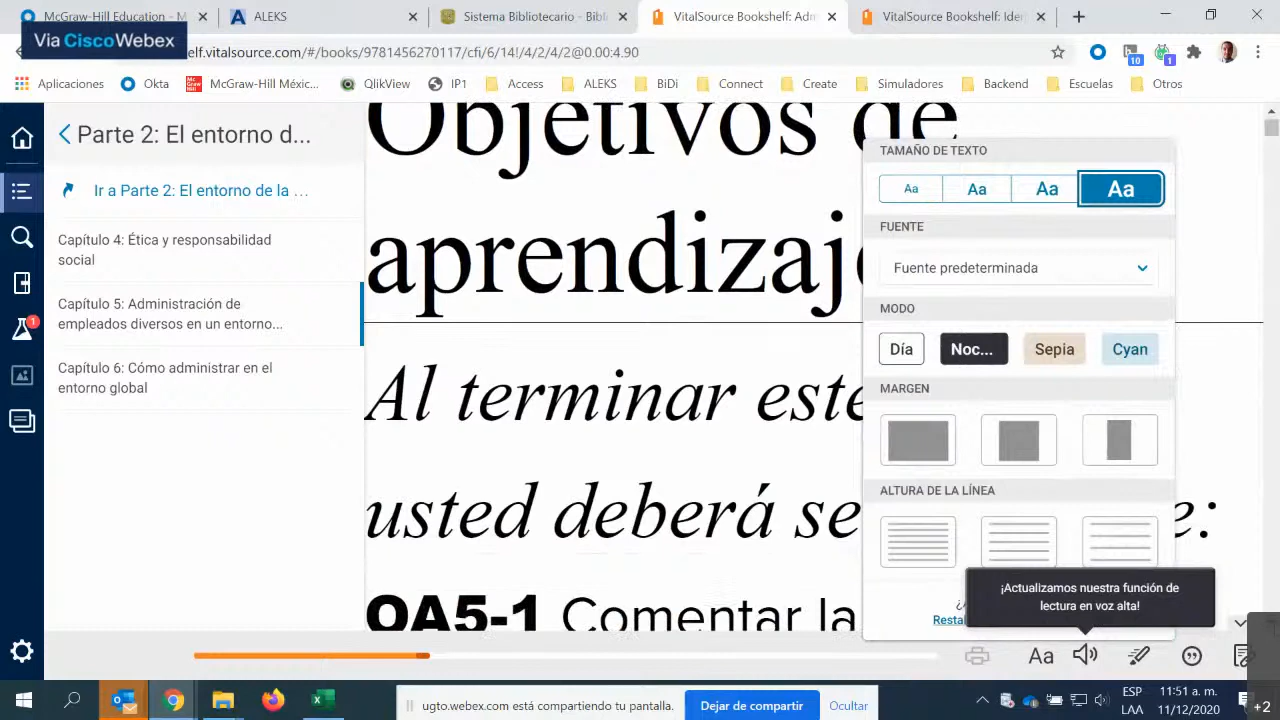 McGraw-Hill Education - M
ALEKS
Sistema Bibliotecario - Bibl
VitalSource Bookshelf: Adm
VitalSource Bookshelf: Iden
Via Cisco Webex
elf.vitalsource.com/#/books/9781456270117/cfi/6/14!/4/2/4/2@0.00:4.90
10
1
Aplicaciones
Okta
McGraw-Hill Méxic...
QlikView
IPI
Access
ALEKS
BiDi
Connect
Create
Simuladores
Backend
Escuelas
Otros
Parte 2: El entorno d...
Ir a Parte 2: El entorno de la ...
Capítulo 4: Ética y responsabilidad
social
Capítulo 5: Administración de
empleados diversos en un entorno...
Capítulo 6: Cómo administrar en el
entorno global
1
Objetivos de
aprendizaje
Al terminar este
usted deberá se
e:
OA5-1 Comentar la
TAMAÑO DE TEXTO
Aa Aa Aa Aa
FUENTE
Fuente predeterminada
MODO
Día Noc... Sepia Cyan
MARGEN
ALTURA DE LA LÍNEA
¡Actualizamos nuestra función de
lectura en voz alta!
Resta
Aa
ugto.webex.com está compartiendo tu pantalla.
Dejar de compartir
Ocultar
ESP
LAA
11:51 a. m.
11/12/2020
+2